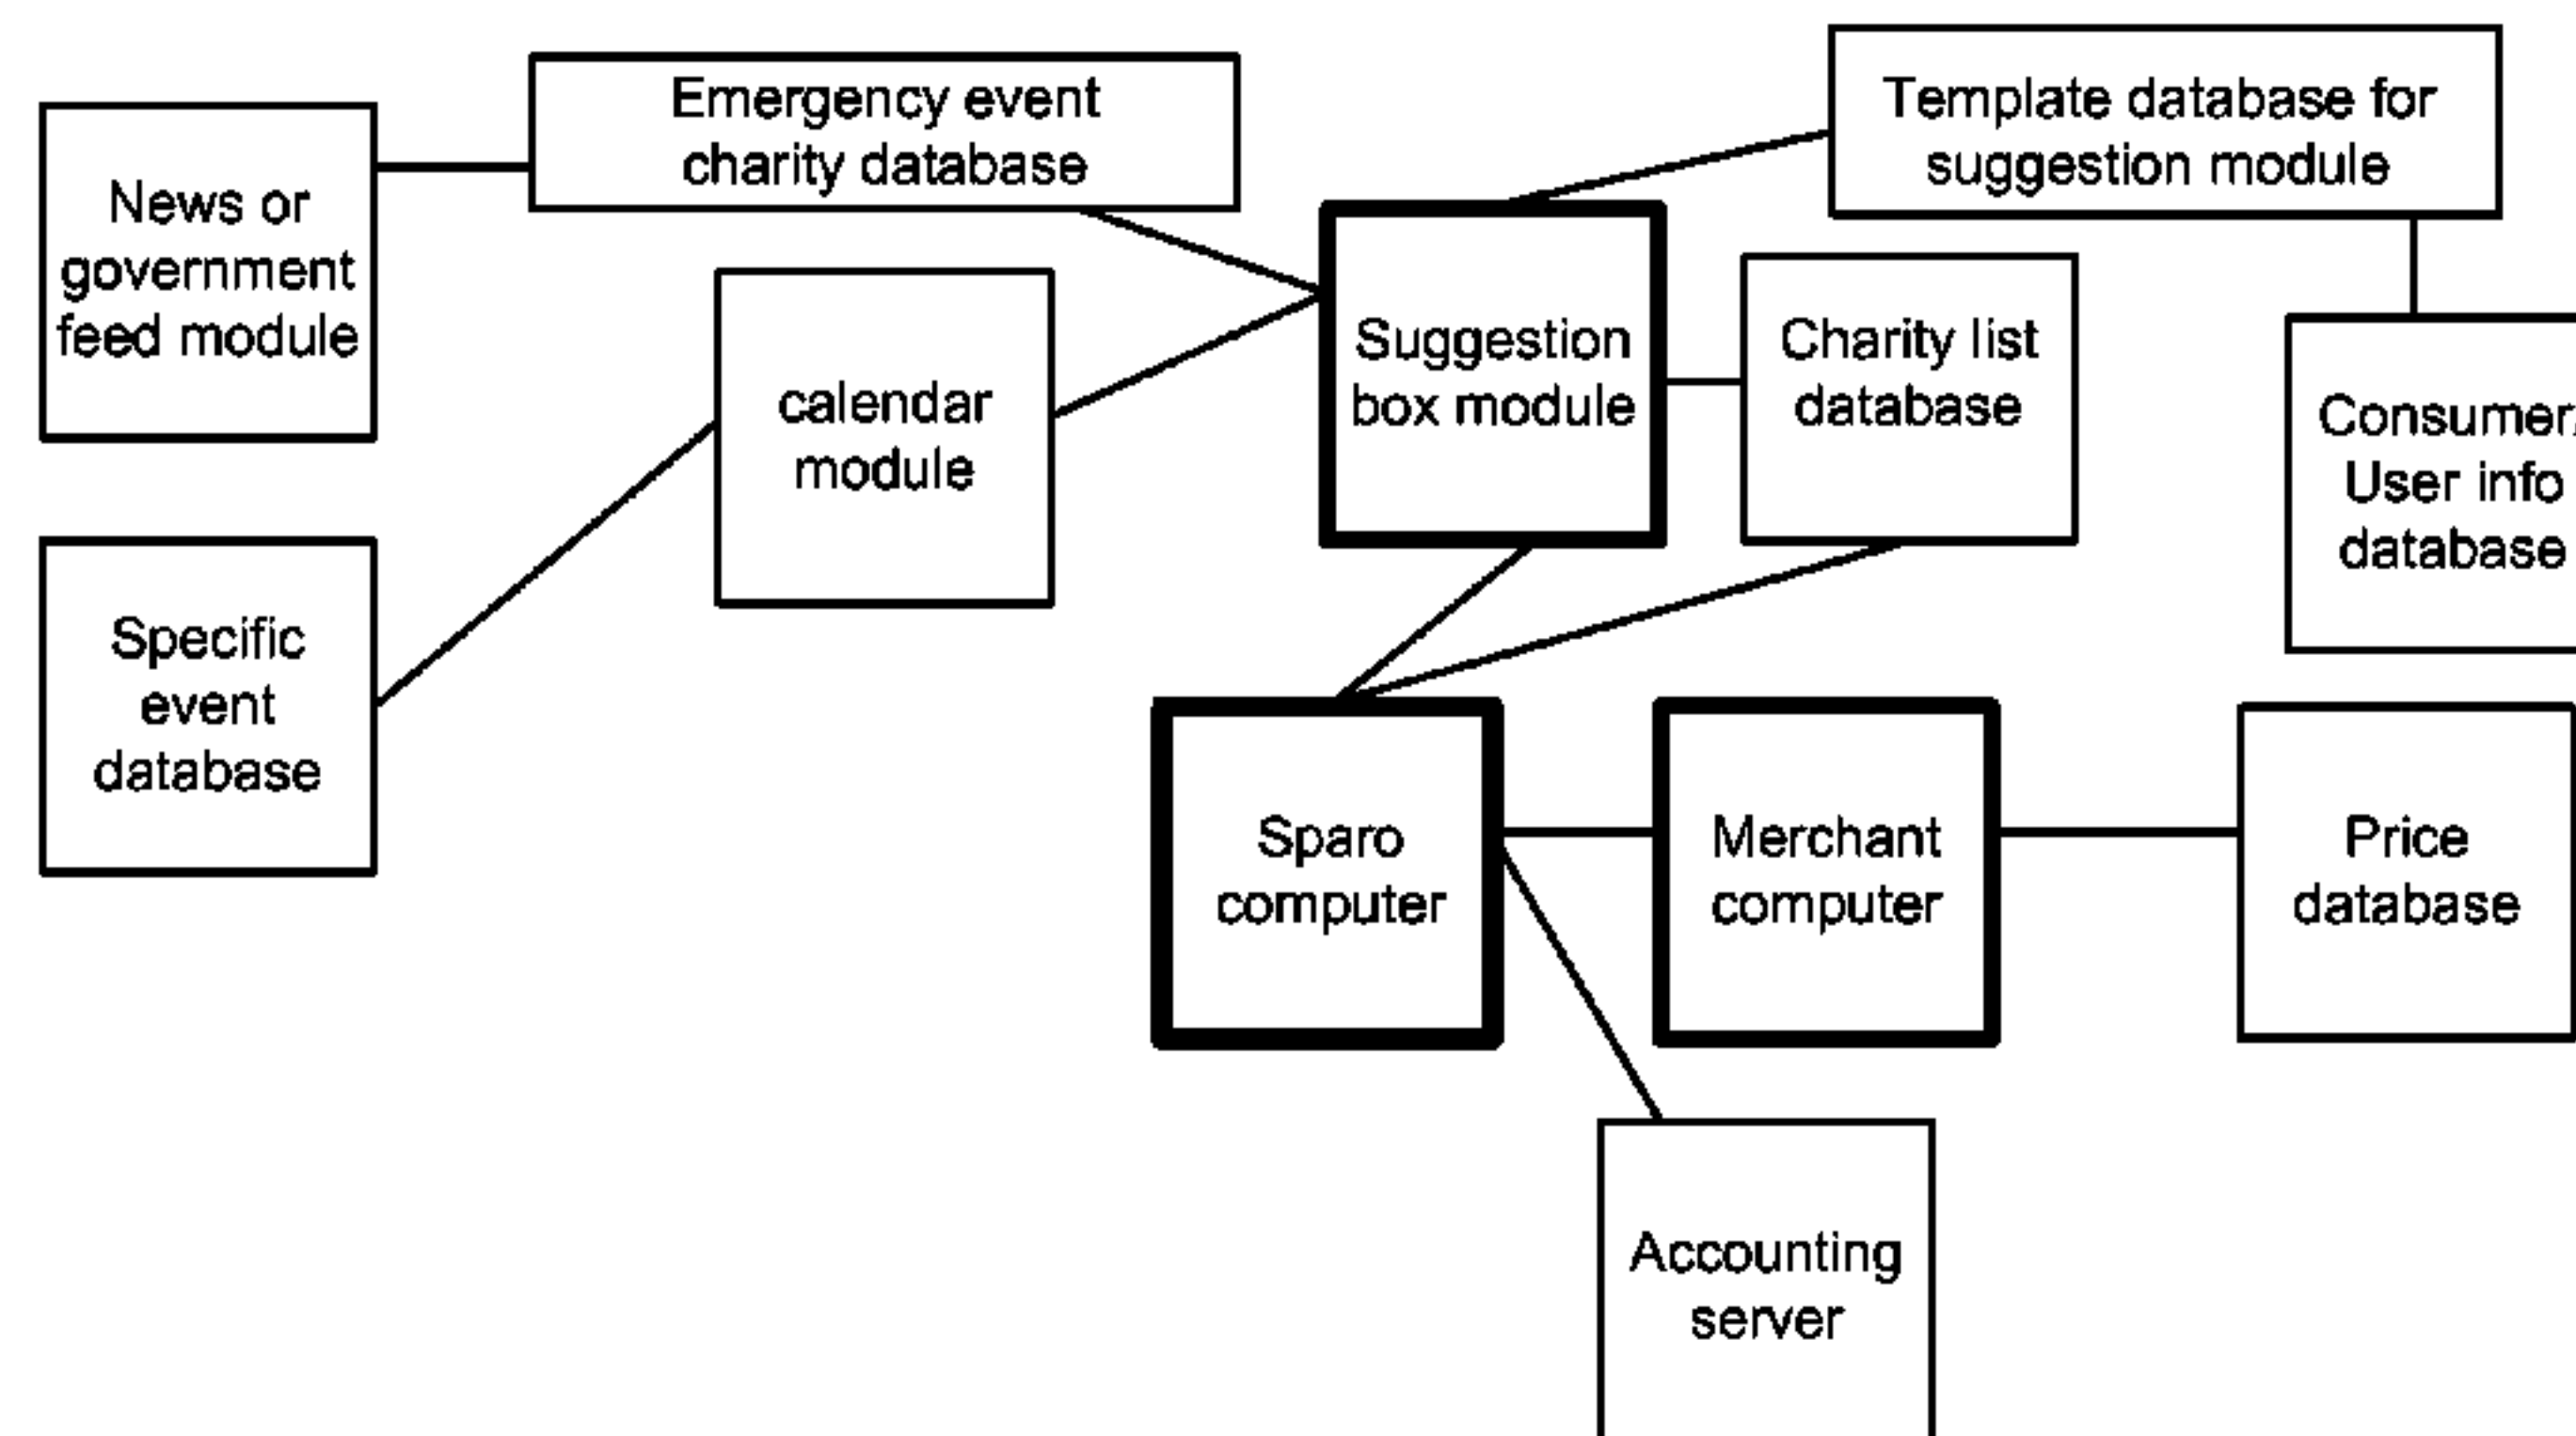 Emergency event
charity database
Template database for
suggestion module
News or
government
feed module
calendar
module
Suggestion
box module
Charity list
database
Consumer
User info
database
Specific
event
database
Sparo
computer
Merchant
computer
Price
database
Accounting
server